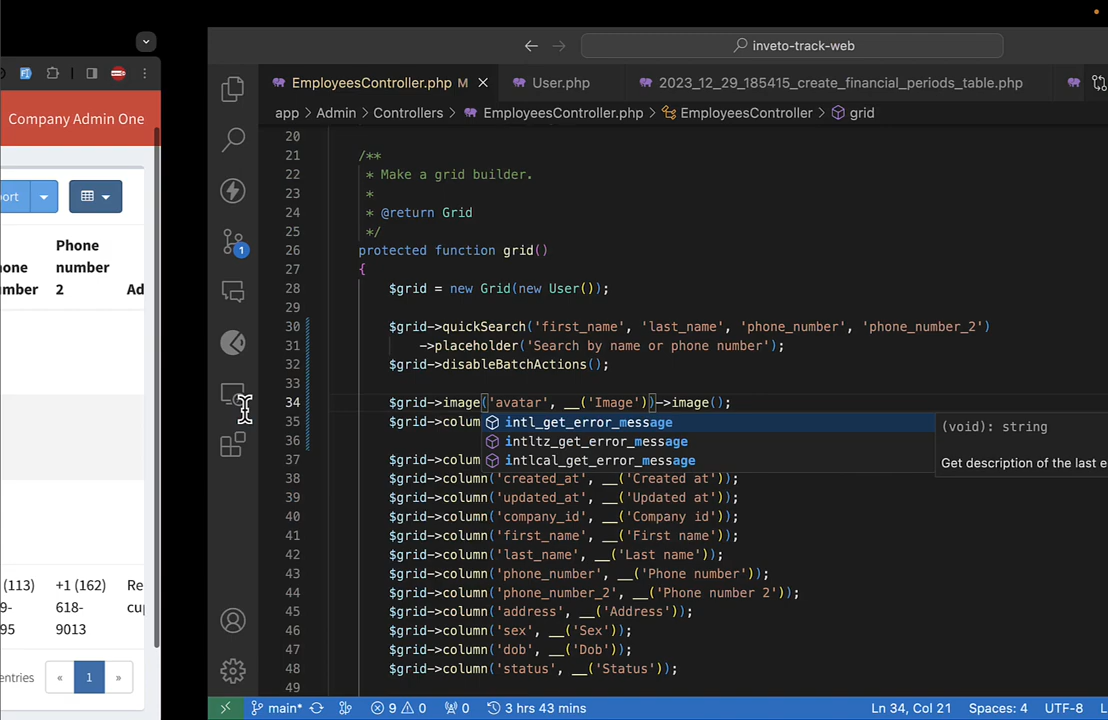 inveto-track-web
EmployeesController.php M
User.php
2023_12_29_185415_create_financial_periods_table.php
app > Admin > Controllers > EmployeesController.php > EmployeesController > grid
Company Admin One
ort
Phone
number
2
one
mber
Ad
(113)
9-
95
+1 (162)
618-
9013
Re
cup
entries
«
1
»
20
21 /**
22 * Make a grid builder.
23 *
24 * @return Grid
25 */
26 protected function grid()
27 {
28 $grid = new Grid(new User());
29
30 $grid->quickSearch('first_name', 'last_name', 'phone_number', 'phone_number_2')
31 ->placeholder('Search by name or phone number');
32 $grid->disableBatchActions();
33
34 $grid->image('avatar', __('Image'))->image();
35 $grid->colum
36
37 $grid->colum
38 $grid->column('created_at', __('Created at'));
39 $grid->column('updated_at', __('Updated at'));
40 $grid->column('company_id', __('Company id'));
41 $grid->column('first_name', __('First name'));
42 $grid->column('last_name', __('Last name'));
43 $grid->column('phone_number', __('Phone number'));
44 $grid->column('phone_number_2', __('Phone number 2'));
45 $grid->column('address', __('Address'));
46 $grid->column('sex', __('Sex'));
47 $grid->column('dob', __('Dob'));
48 $grid->column('status', __('Status'));
49
intl_get_error_message
intltz_get_error_message
intlcal_get_error_message
(void): string
Get description of the last e
1
main*
9
0
0
3 hrs 43 mins
Ln 34, Col 21
Spaces: 4
UTF-8
L